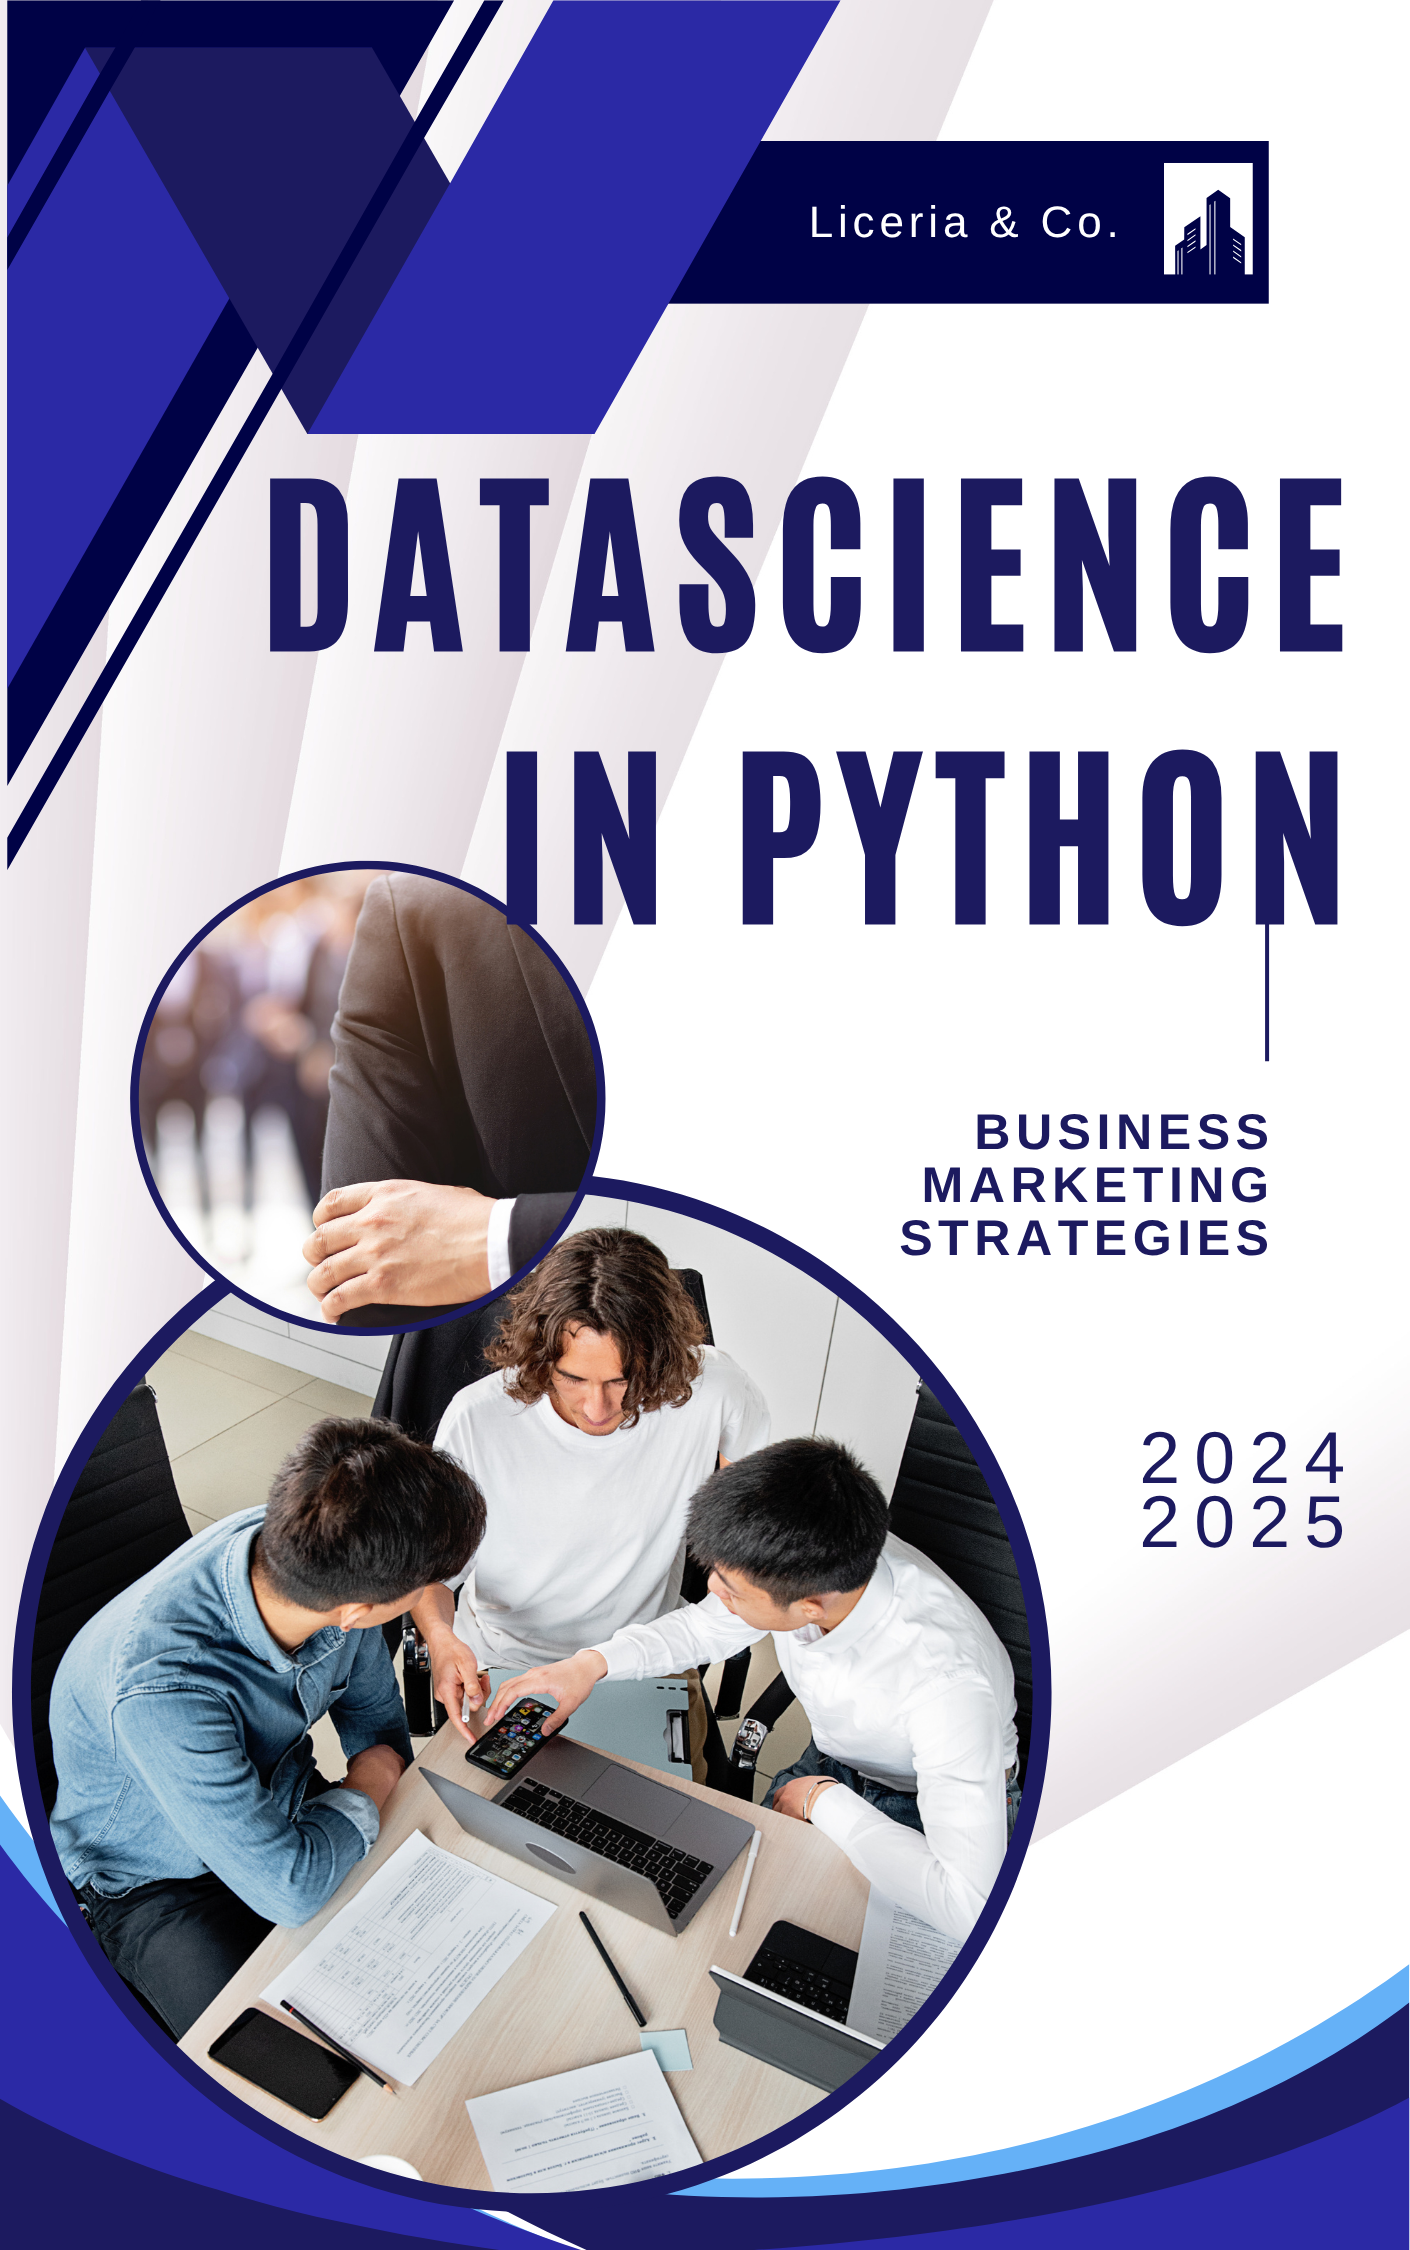 Liceria & Co.
DATASCIENCE
IN PYTHON
BUSINESS
MARKETING
STRATEGIES
2024
2025